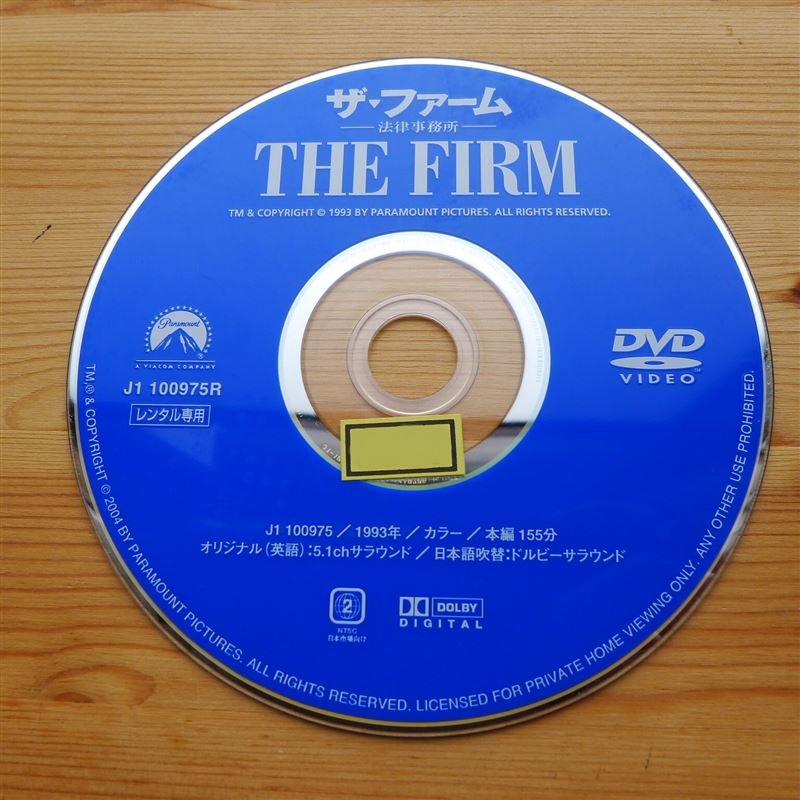 ザ・ファーム
法律事務所
THE FIRM
TM & COPYRIGHT © 1993 BY PARAMOUNT PICTURES. ALL RIGHTS RESERVED.
Paramount
A VIACOM COMPANY
J1 100975R
レンタル専用
DVD
VIDEO
TM
J1 100975／1993年／カラー／本編 155分
オリジナル(英語):5.1chサラウンド／日本語吹替:ドルビーサラウンド
2
NTSC
日本市場向け
DOLBY
DIGITAL
TM,® & COPYRIGHT © 2004 BY PARAMOUNT PICTURES. ALL RIGHTS RESERVED. LICENSED FOR PRIVATE HOME VIEWING ONLY. ANY OTHER USE PROHIBITED.